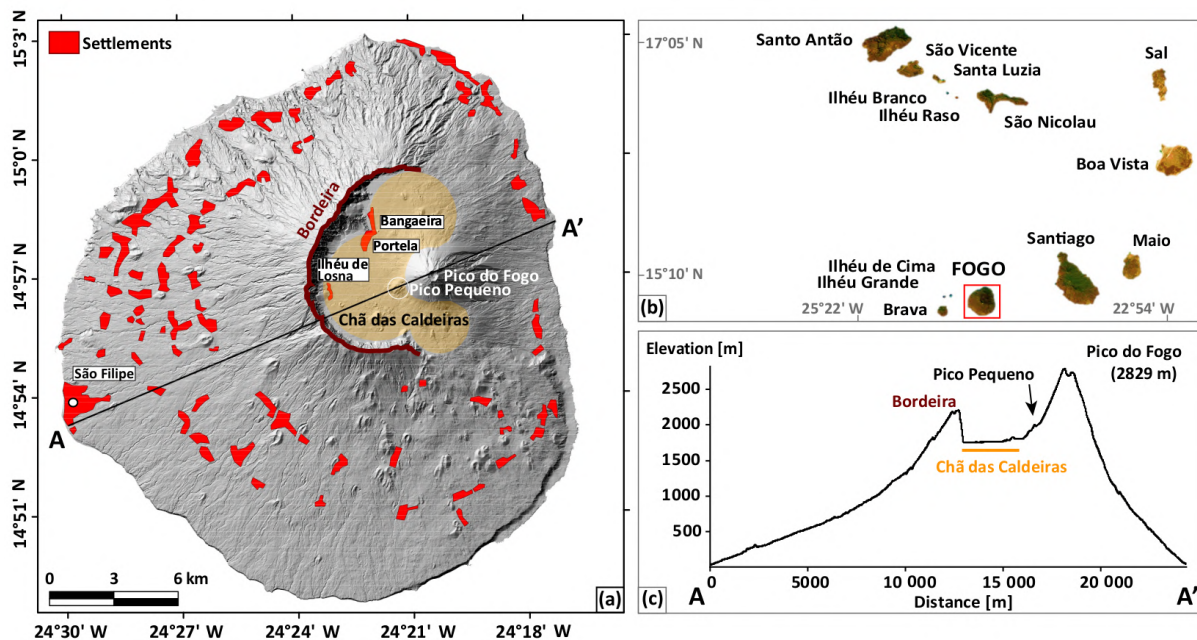 Settlements
15°3' N
15°0' N
14°57' N
14°54' N
14°51' N
Bordeira
Bangaeira
Portela
Ilhéu de
Losna
Pico do Fogo
Pico Pequeno
Chã das Caldeiras
A'
São Filipe
A
0 3 6 km
(a)
24°30' W 24°27' W 24°22' W 24°21' W 24°18' W
17°05' N
Santo Antão
São Vicente
Santa Luzia
Sal
Ilhéu Branco
Ilhéu Raso
São Nicolau
Boa Vista
Santiago
Maio
15°10' N
Ilhéu de Cima
Ilhéu Grande
FOGO
Brava
25°22' W
22°54' W
(b)
Elevation [m]
Pico do Fogo
(2829 m)
2500
Pico Pequeno
Bordeira
2000
1500
Chã das Caldeiras
1000
500
(c)
0 5000 10 000 15 000 20 000
A Distance [m] A'